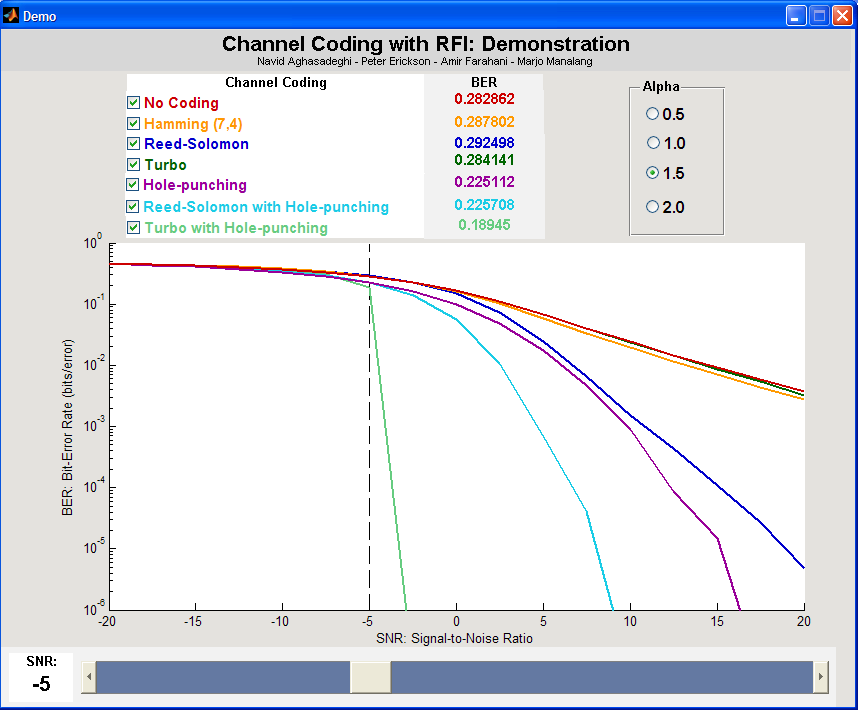 Demo
Channel Coding with RFI: Demonstration
Navid Aghasadeghi - Peter Erickson - Amir Farahani - Marjo Manalang
Channel Coding BER
No Coding 0.282862
Hamming (7,4) 0.287802
Reed-Solomon 0.292498
Turbo 0.284141
Hole-punching 0.225112
Reed-Solomon with Hole-punching 0.225708
Turbo with Hole-punching 0.18945
Alpha
0.5
1.0
1.5
2.0
BER: Bit-Error Rate (bits/error)
10^0
10^-1
10^-2
10^-3
10^-4
10^-5
10^-6
-20 -15 -10 -5 0 5 10 15 20
SNR: Signal-to-Noise Ratio
SNR:
-5